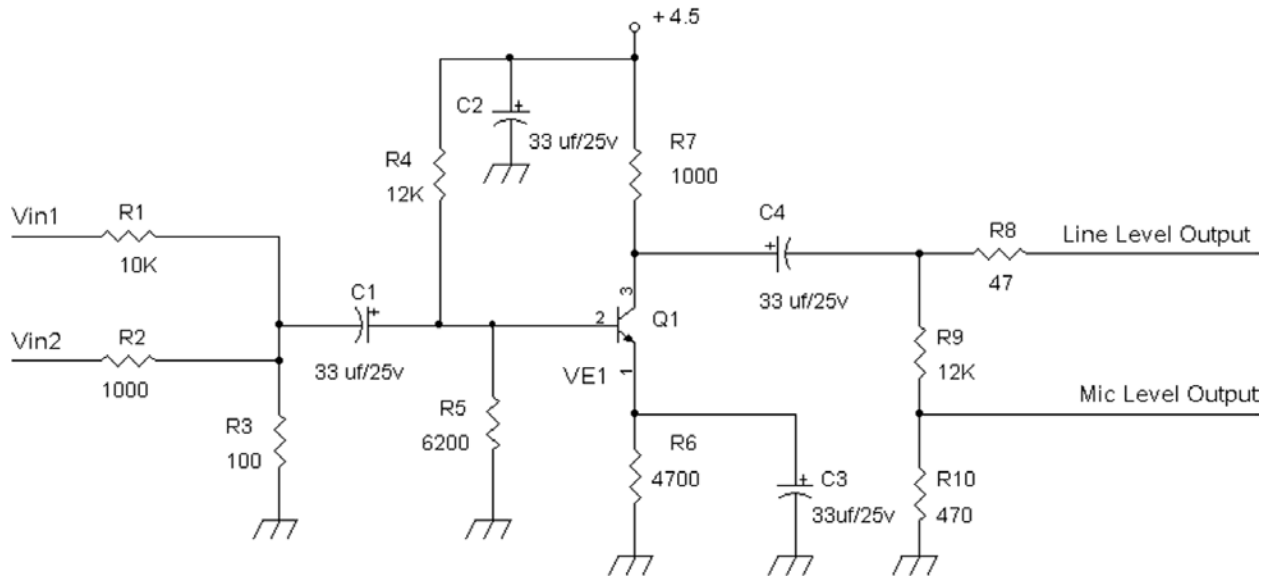 + 4.5
C2
+
33 uf/25v
R4
12K
R7
1000
Vin1
R1
10K
C4
+
33 uf/25v
R8
47
Line Level Output
C1
+
33 uf/25v
3
2
Q1
1
VE1
Vin2
R2
1000
R9
12K
Mic Level Output
R3
100
R5
6200
R6
4700
C3
+
33uf/25v
R10
470